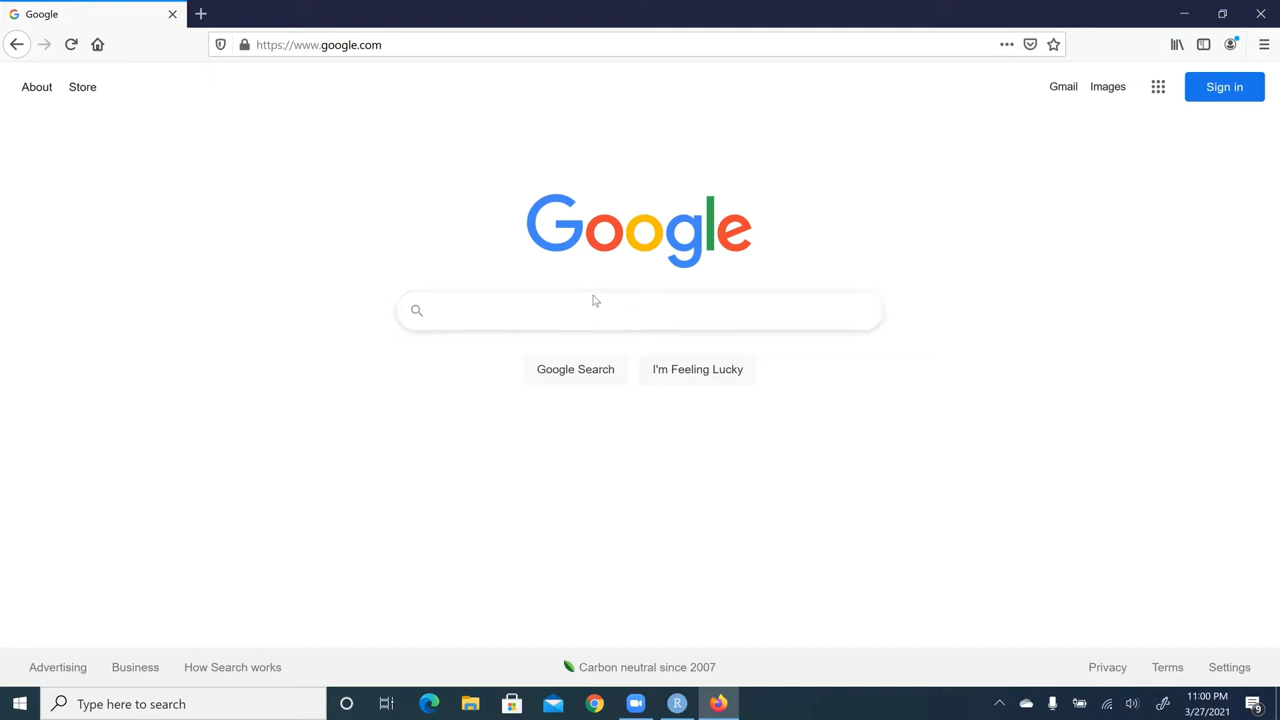 Google
https://www.google.com
About Store
Gmail Images Sign in
Google
Google Search I'm Feeling Lucky
Advertising Business How Search works
Carbon neutral since 2007
Privacy Terms Settings
Type here to search
R
11:00 PM
3/27/2021
9